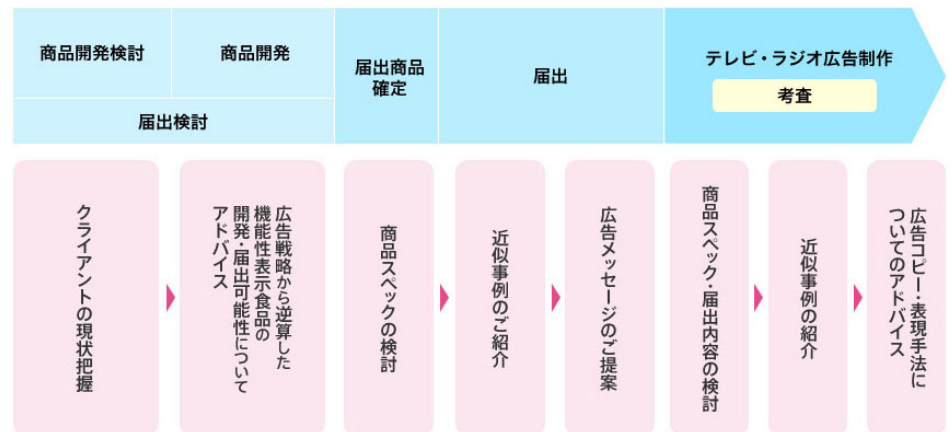 商品開発検討
商品開発
届出検討
届出商品
確定
届出
テレビ・ラジオ広告制作
考査
クライアントの現状把握
広告戦略から逆算した
機能性表示食品の
開発・届出可能性について
アドバイス
商品スペックの検討
近似事例のご紹介
広告メッセージのご提案
商品スペック・届出内容の検討
近似事例の紹介
広告コピー・表現手法に
ついてのアドバイス